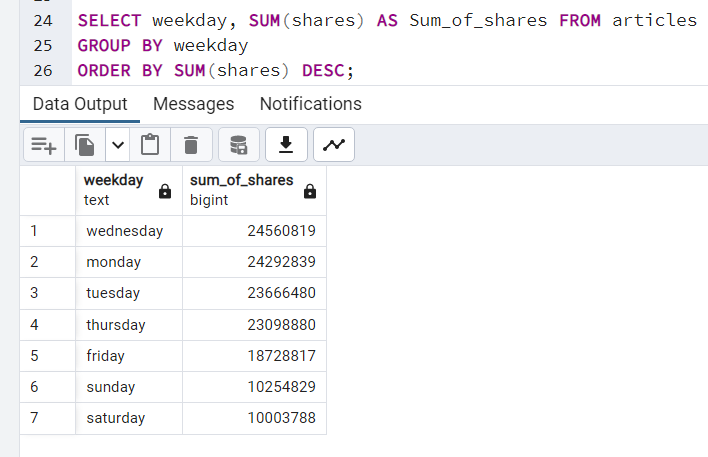 24 SELECT weekday, SUM(shares) AS Sum_of_shares FROM articles
25 GROUP BY weekday
26 ORDER BY SUM(shares) DESC;
Data Output Messages Notifications
weekday sum_of_shares
text bigint
1 wednesday 24560819
2 monday 24292839
3 tuesday 23666480
4 thursday 23098880
5 friday 18728817
6 sunday 10254829
7 saturday 10003788